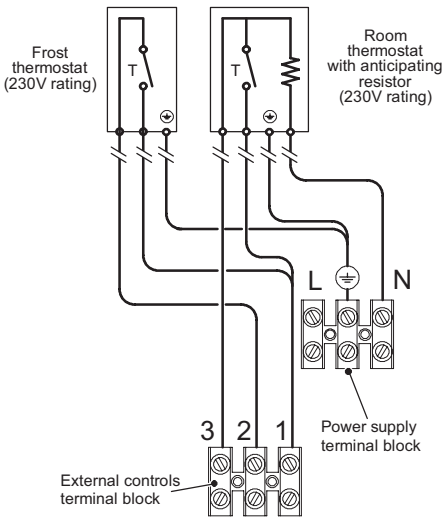 Frost
thermostat
(230V rating)
T
T
Room
thermostat
with anticipating
resistor
(230V rating)
L
N
3 2 1
Power supply
terminal block
External controls
terminal block